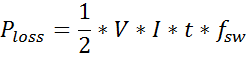 P_loss = 1/2 * V * I * t * f_sw